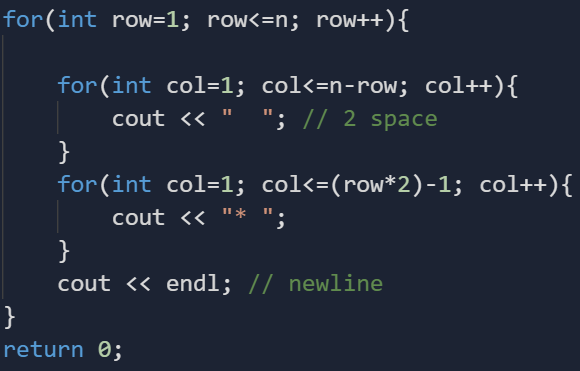 for(int row=1; row<=n; row++){
    for(int col=1; col<=n-row; col++){
        cout << "  "; // 2 space
    }
    for(int col=1; col<=(row*2)-1; col++){
        cout << "* ";
    }
    cout << endl; // newline
}
return 0;